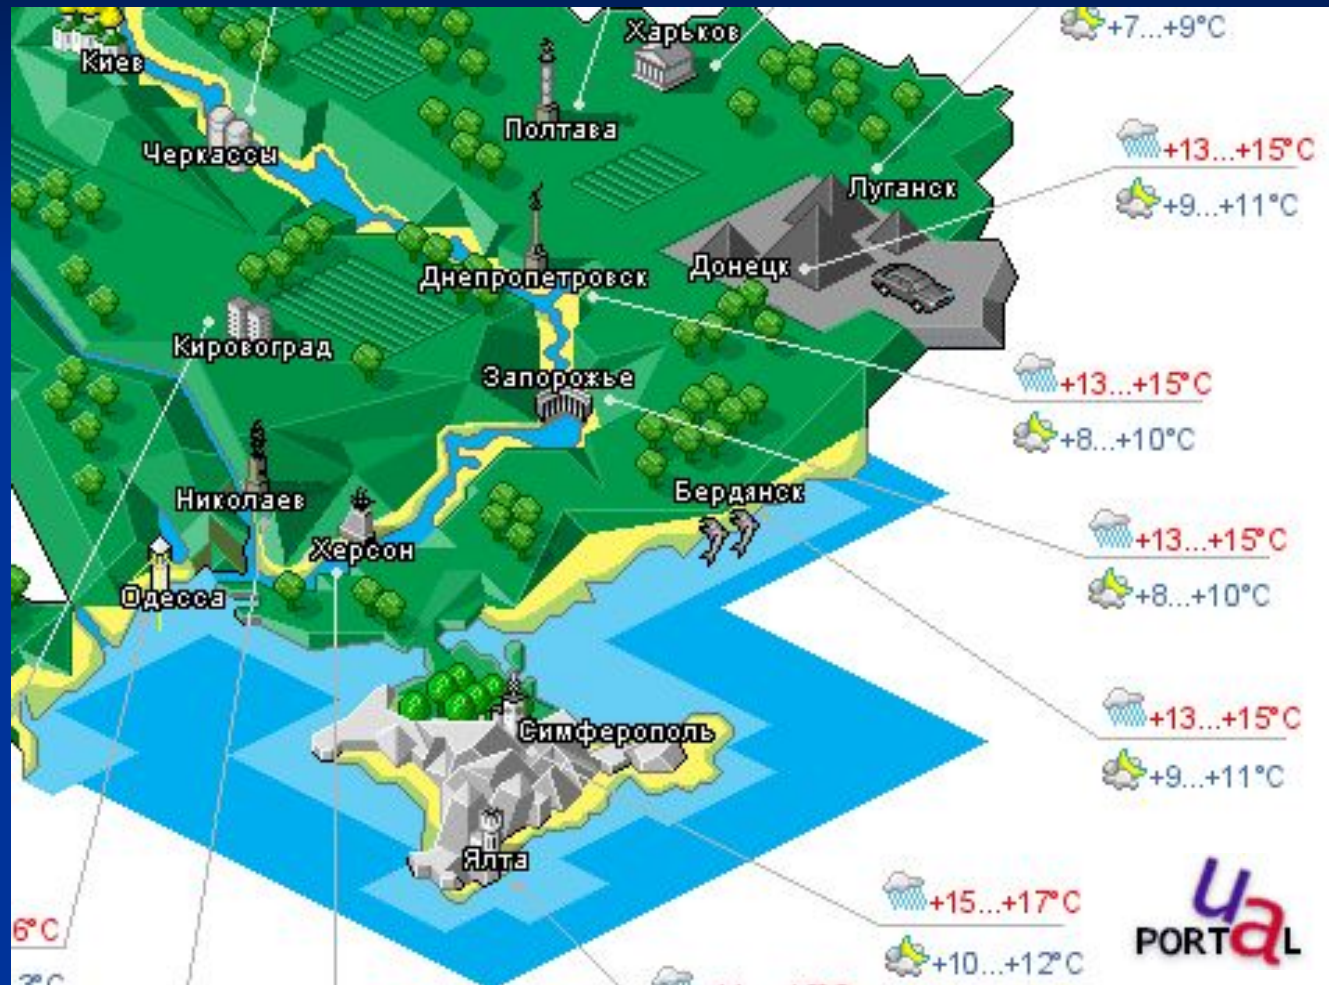 Харьков
+7...+9°C
Киев
Полтава
+13...+15°C
Черкассы
Луганск
+9...+11°C
Донецк
Днепропетровск
Кировоград
Запорожье
+13...+15°C
+8...+10°C
Бердянск
Николаев
Херсон
+13...+15°C
Одесса
+8...+10°C
+13...+15°C
Симферополь
+9...+11°C
Ялта
+15...+17°C
6°C
+10...+12°C
ua
PORTAL